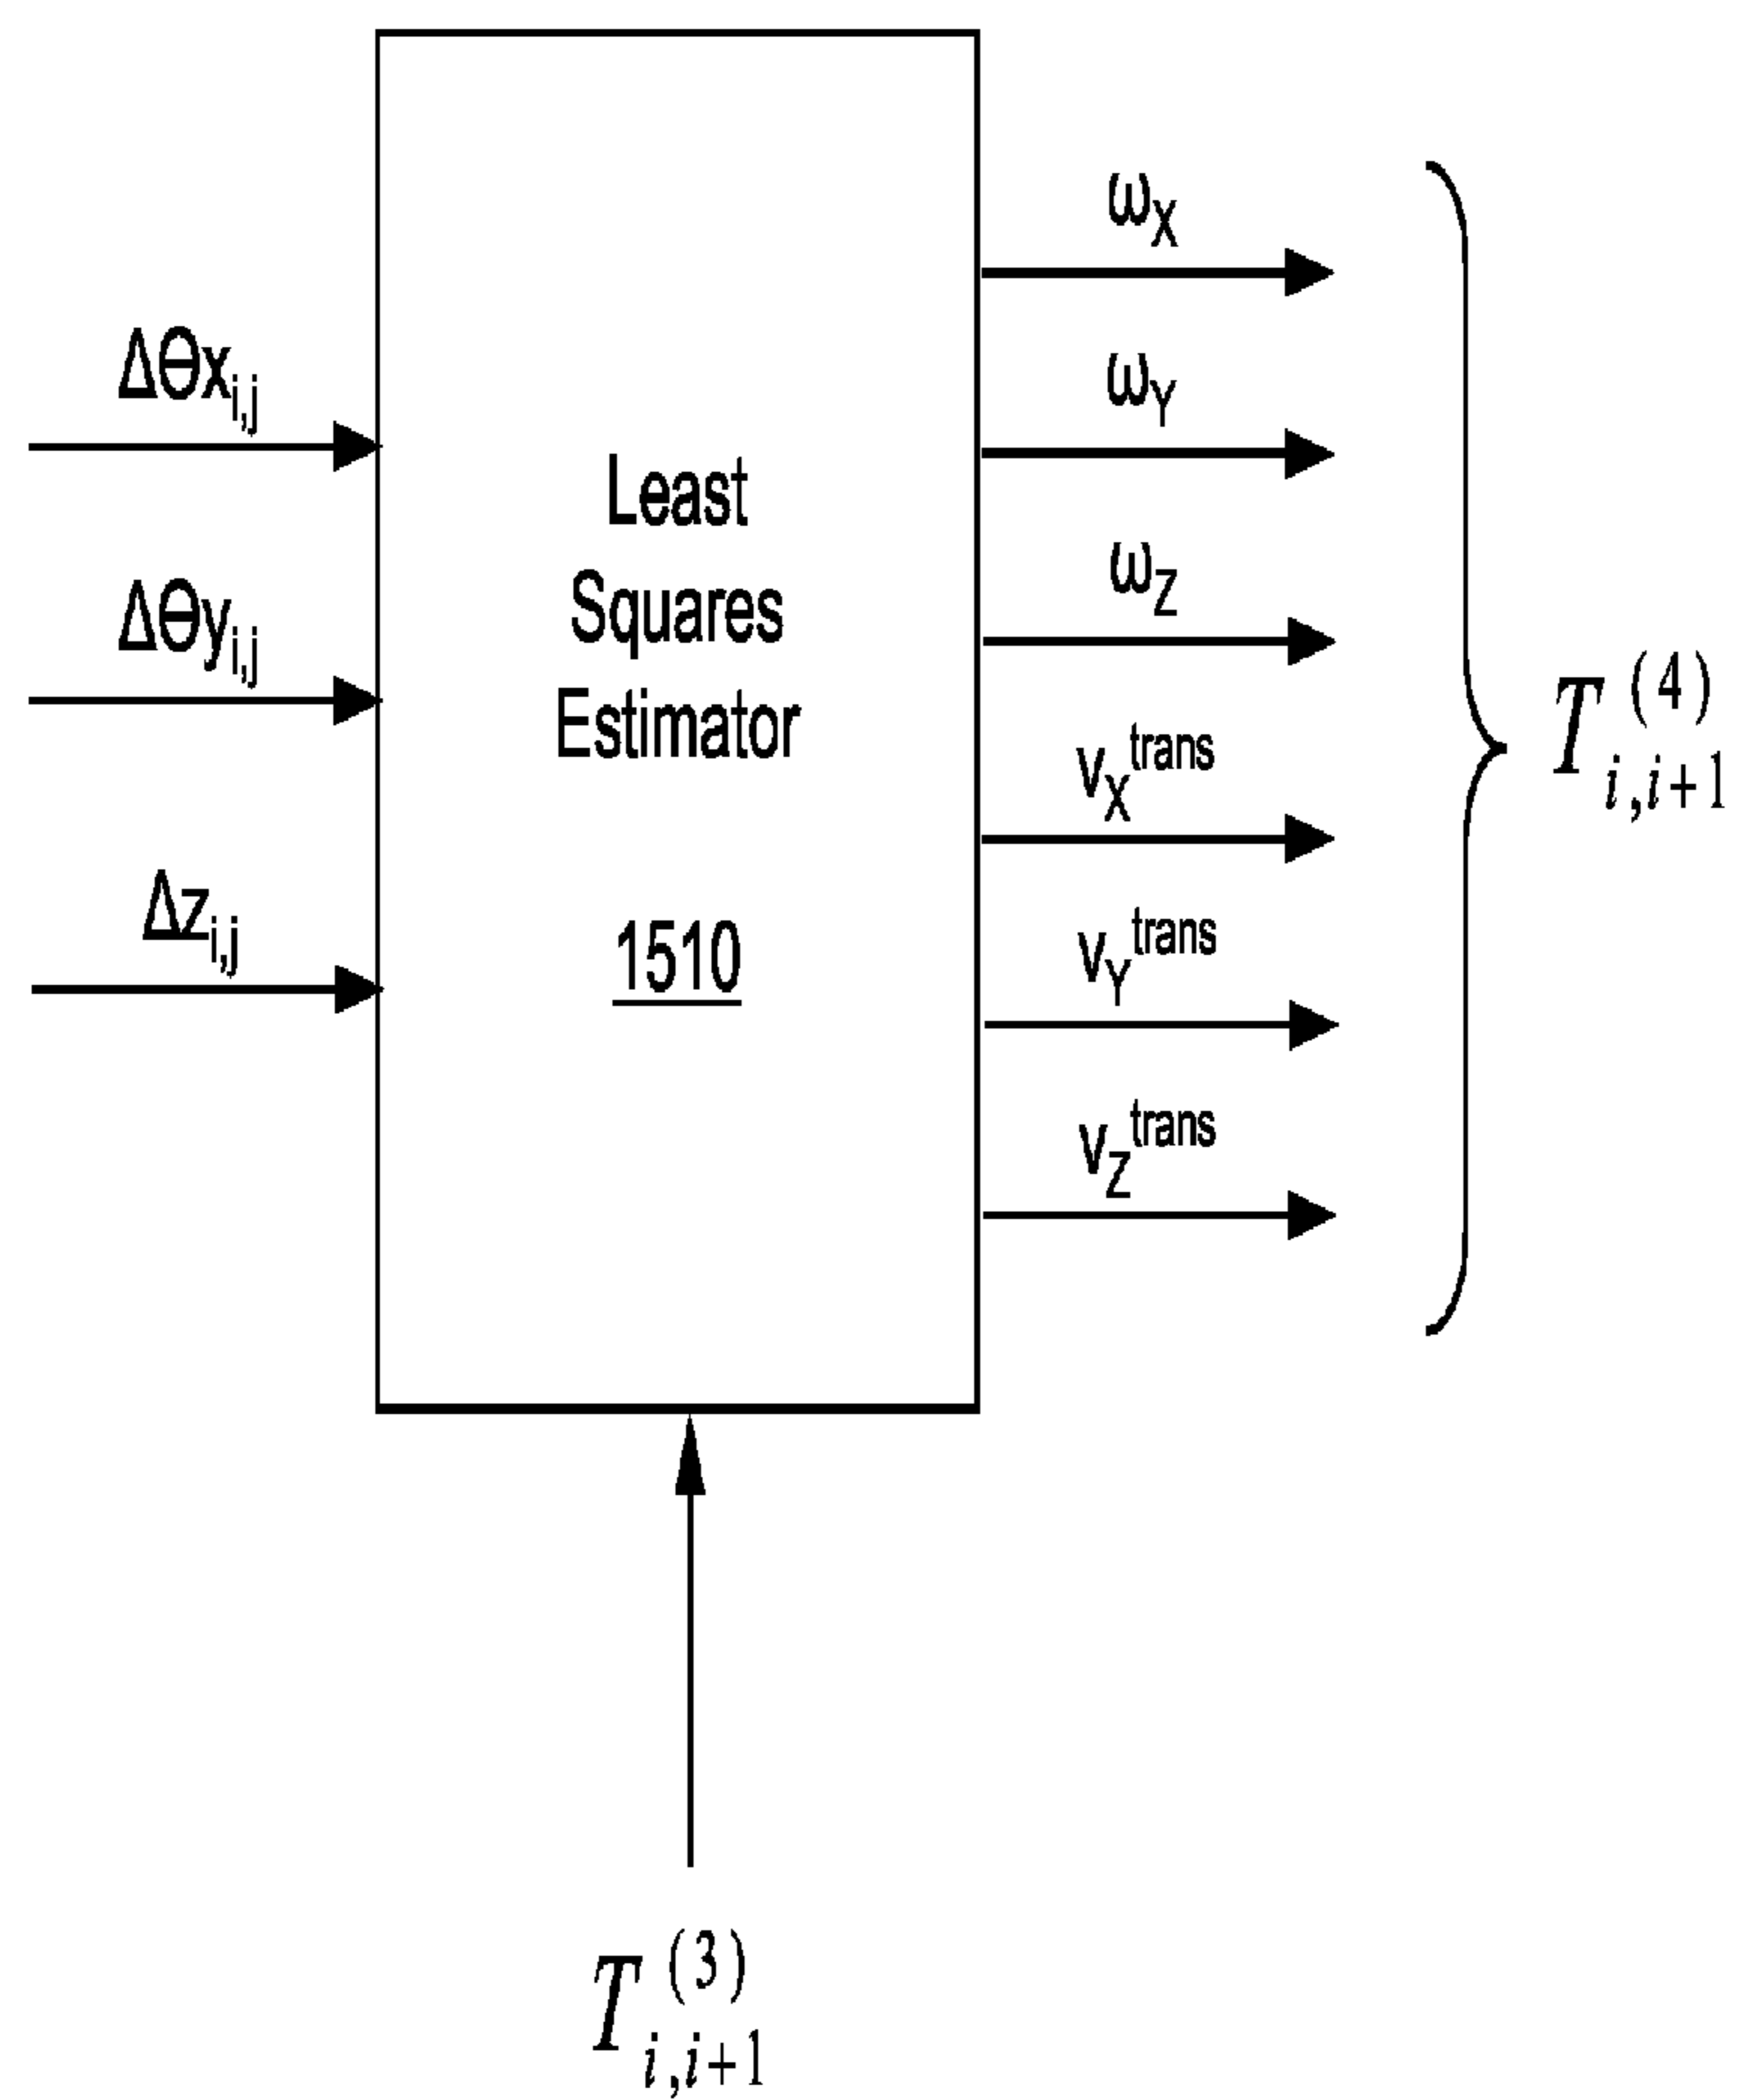 Δθx_{i,j}
Δθy_{i,j}
Δz_{i,j}
Least
Squares
Estimator
1510
ω_X
ω_Y
ω_Z
v_X^{trans}
v_Y^{trans}
v_Z^{trans}
T_{i,i+1}^{(4)}
T_{i,i+1}^{(3)}